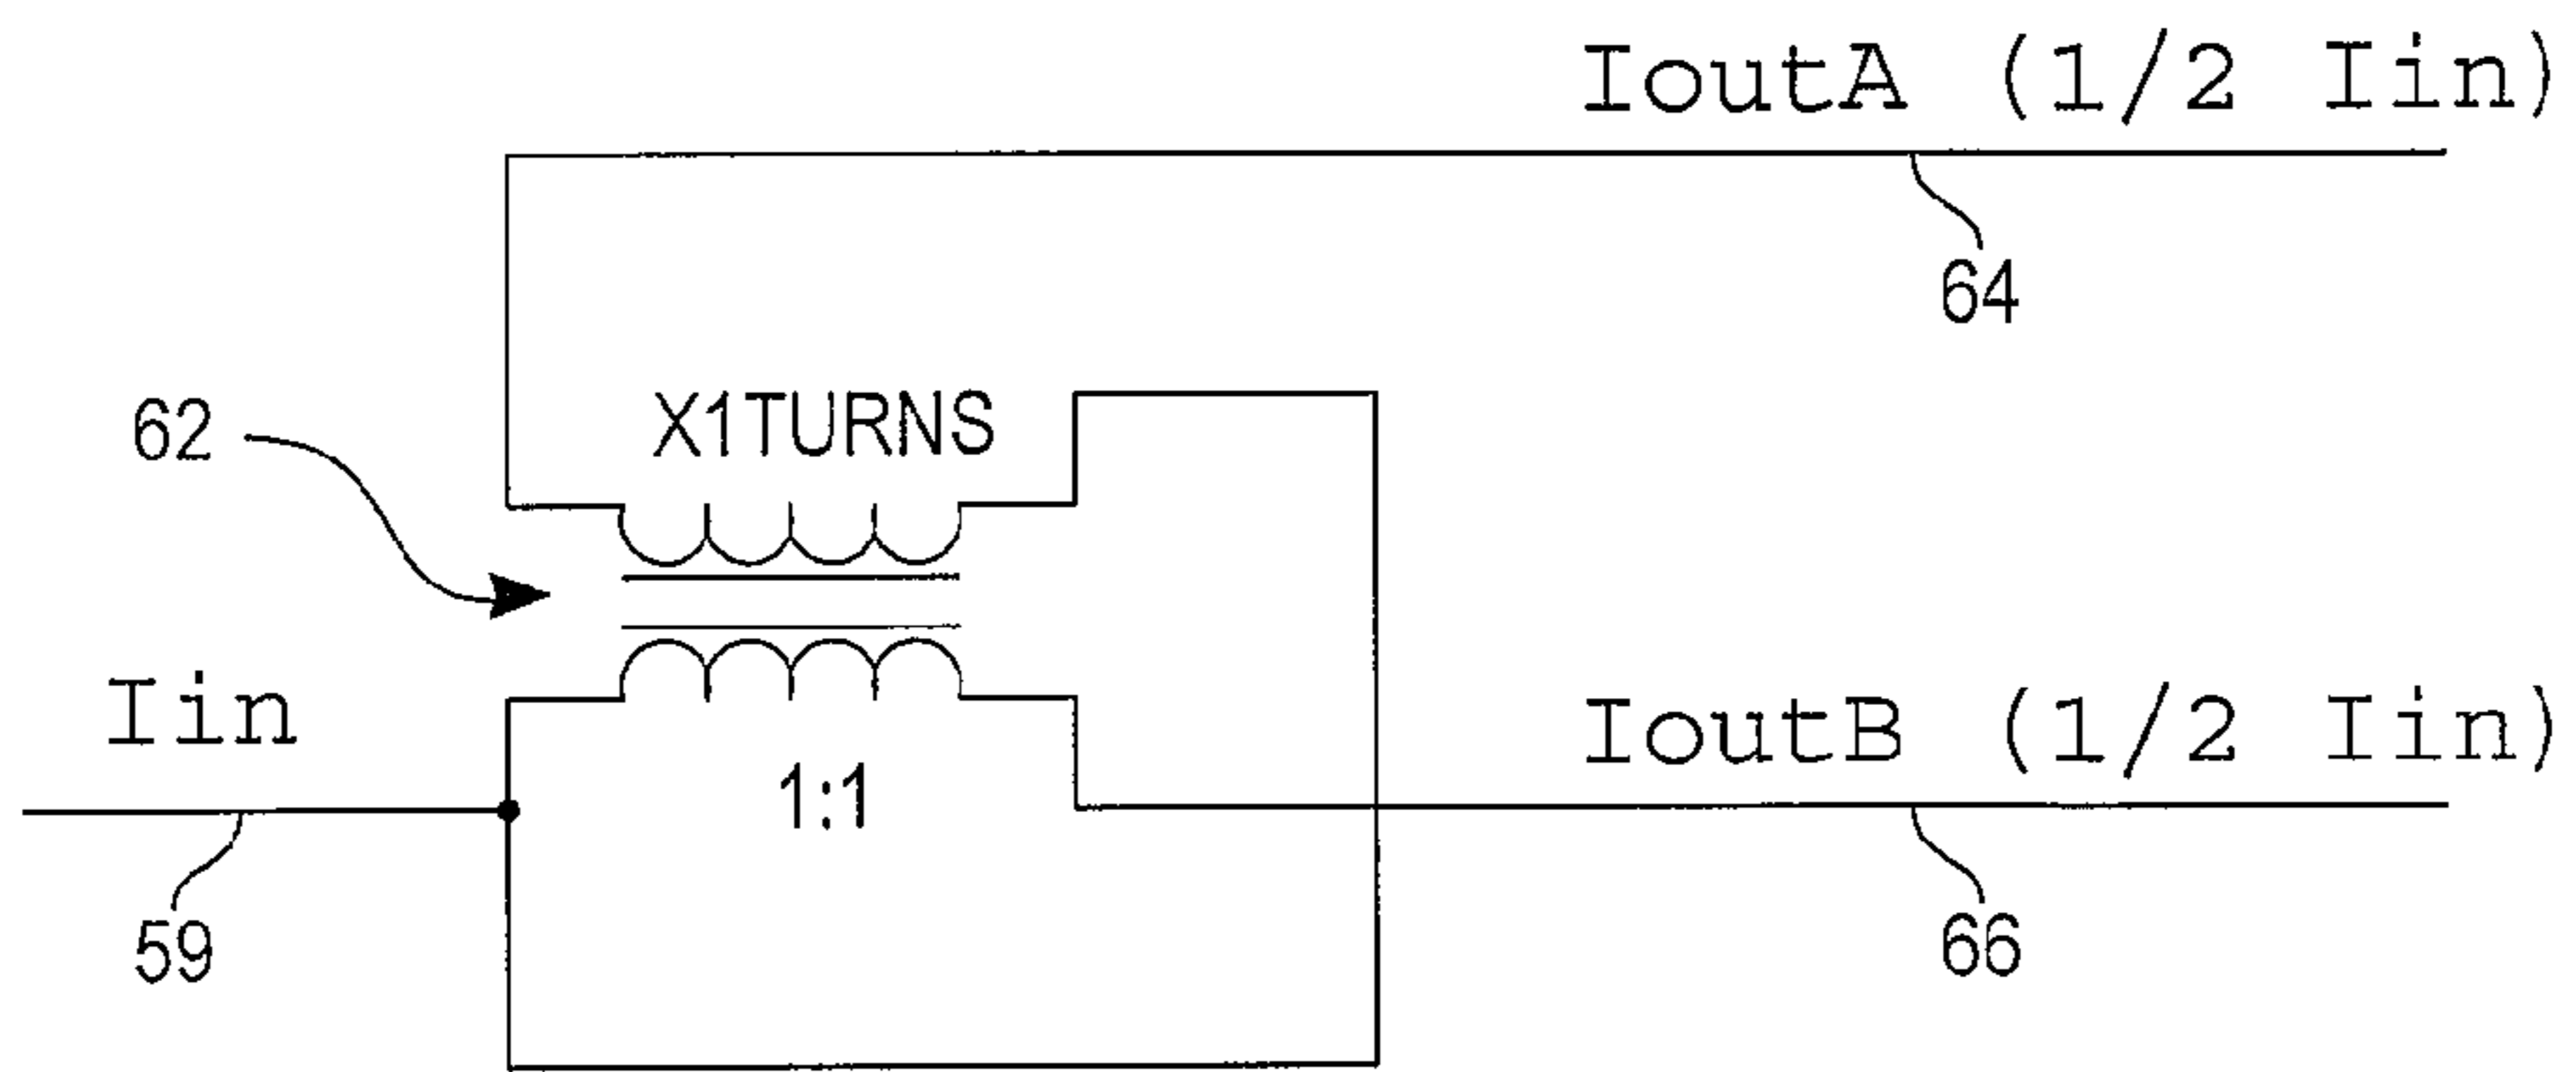 IoutA (1/2 Iin)
64
62
X1TURNS
Iin
1:1
IoutB (1/2 Iin)
59
66